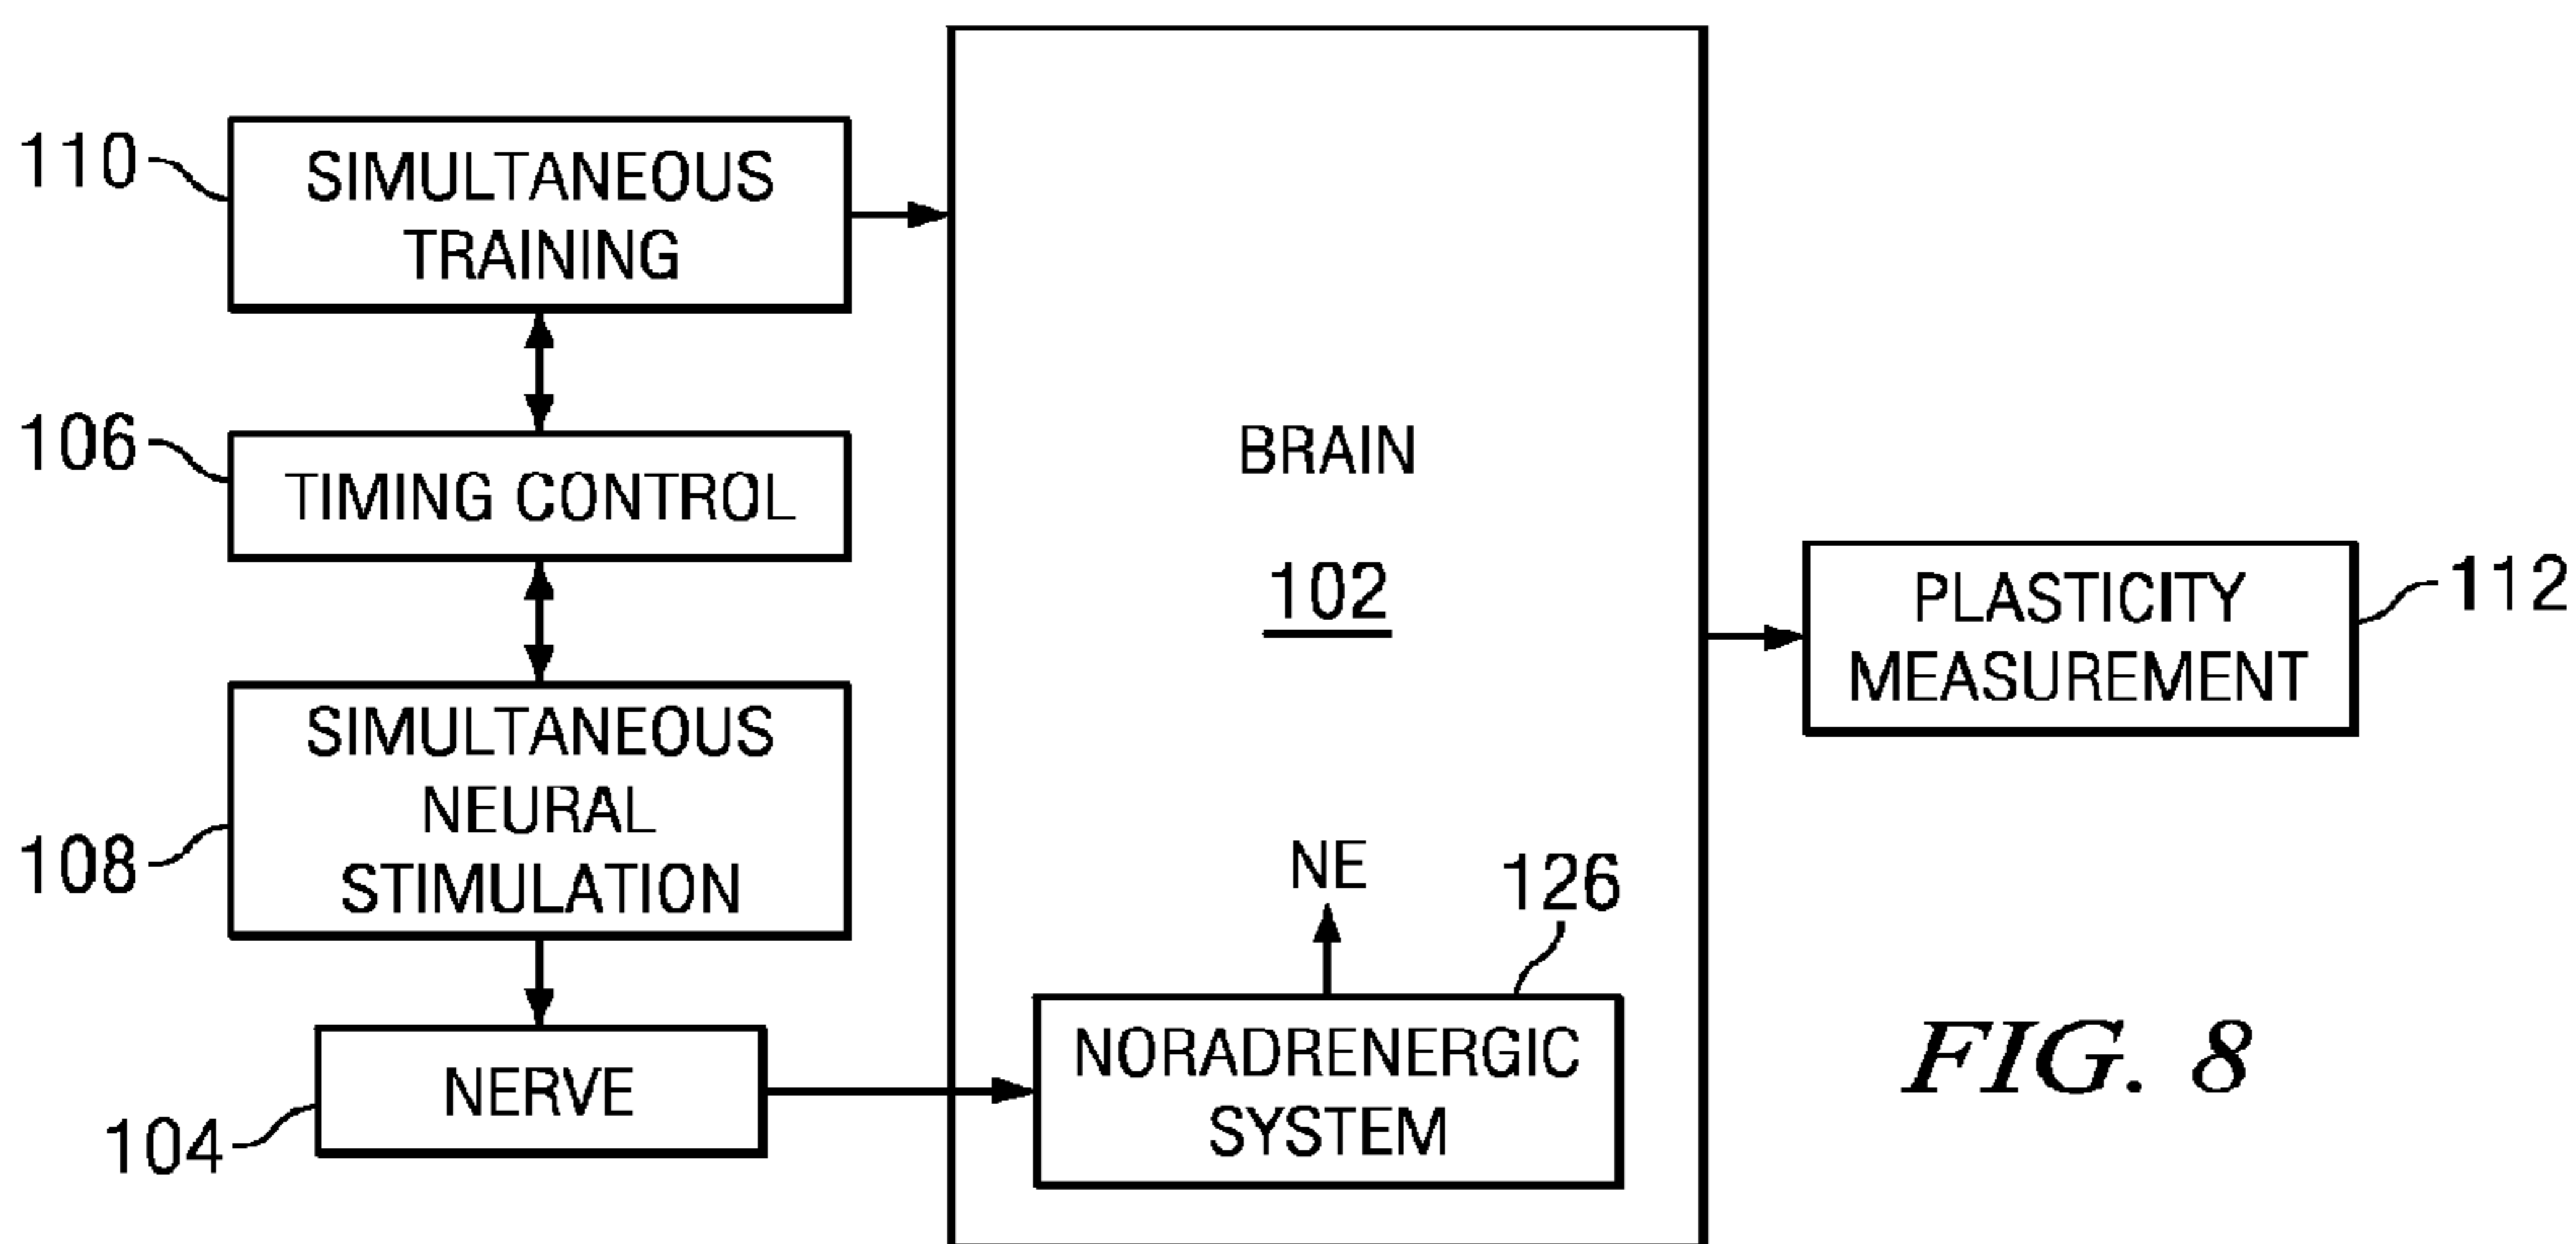 110
SIMULTANEOUS
TRAINING
106
TIMING CONTROL
108
SIMULTANEOUS
NEURAL
STIMULATION
104
NERVE
BRAIN
102
NE
126
NORADRENERGIC
SYSTEM
PLASTICITY
MEASUREMENT
112
FIG. 8